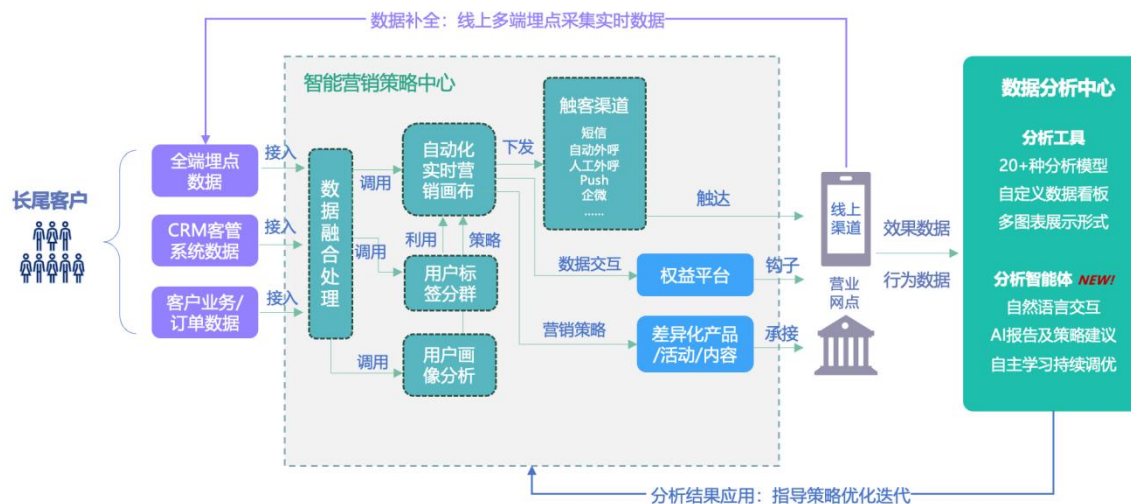 数据补全：线上多端埋点采集实时数据
智能营销策略中心
长尾客户
全端埋点
数据
CRM客管
系统数据
客户业务/
订单数据
接入
接入
接入
数据融合处理
调用
调用
调用
自动化
实时营
销画布
利用
策略
用户标
签分群
用户画
像分析
下发
触客渠道
短信
自动外呼
人工外呼
Push
企微
......
数据交互
权益平台
营销策略
差异化产品
/活动/内容
触达
钩子
承接
线上
渠道
营业
网点
效果数据
行为数据
数据分析中心
分析工具
20+种分析模型
自定义数据看板
多图表展示形式
分析智能体 NEW!
自然语言交互
AI报告及策略建议
自主学习持续调优
分析结果应用：指导策略优化迭代